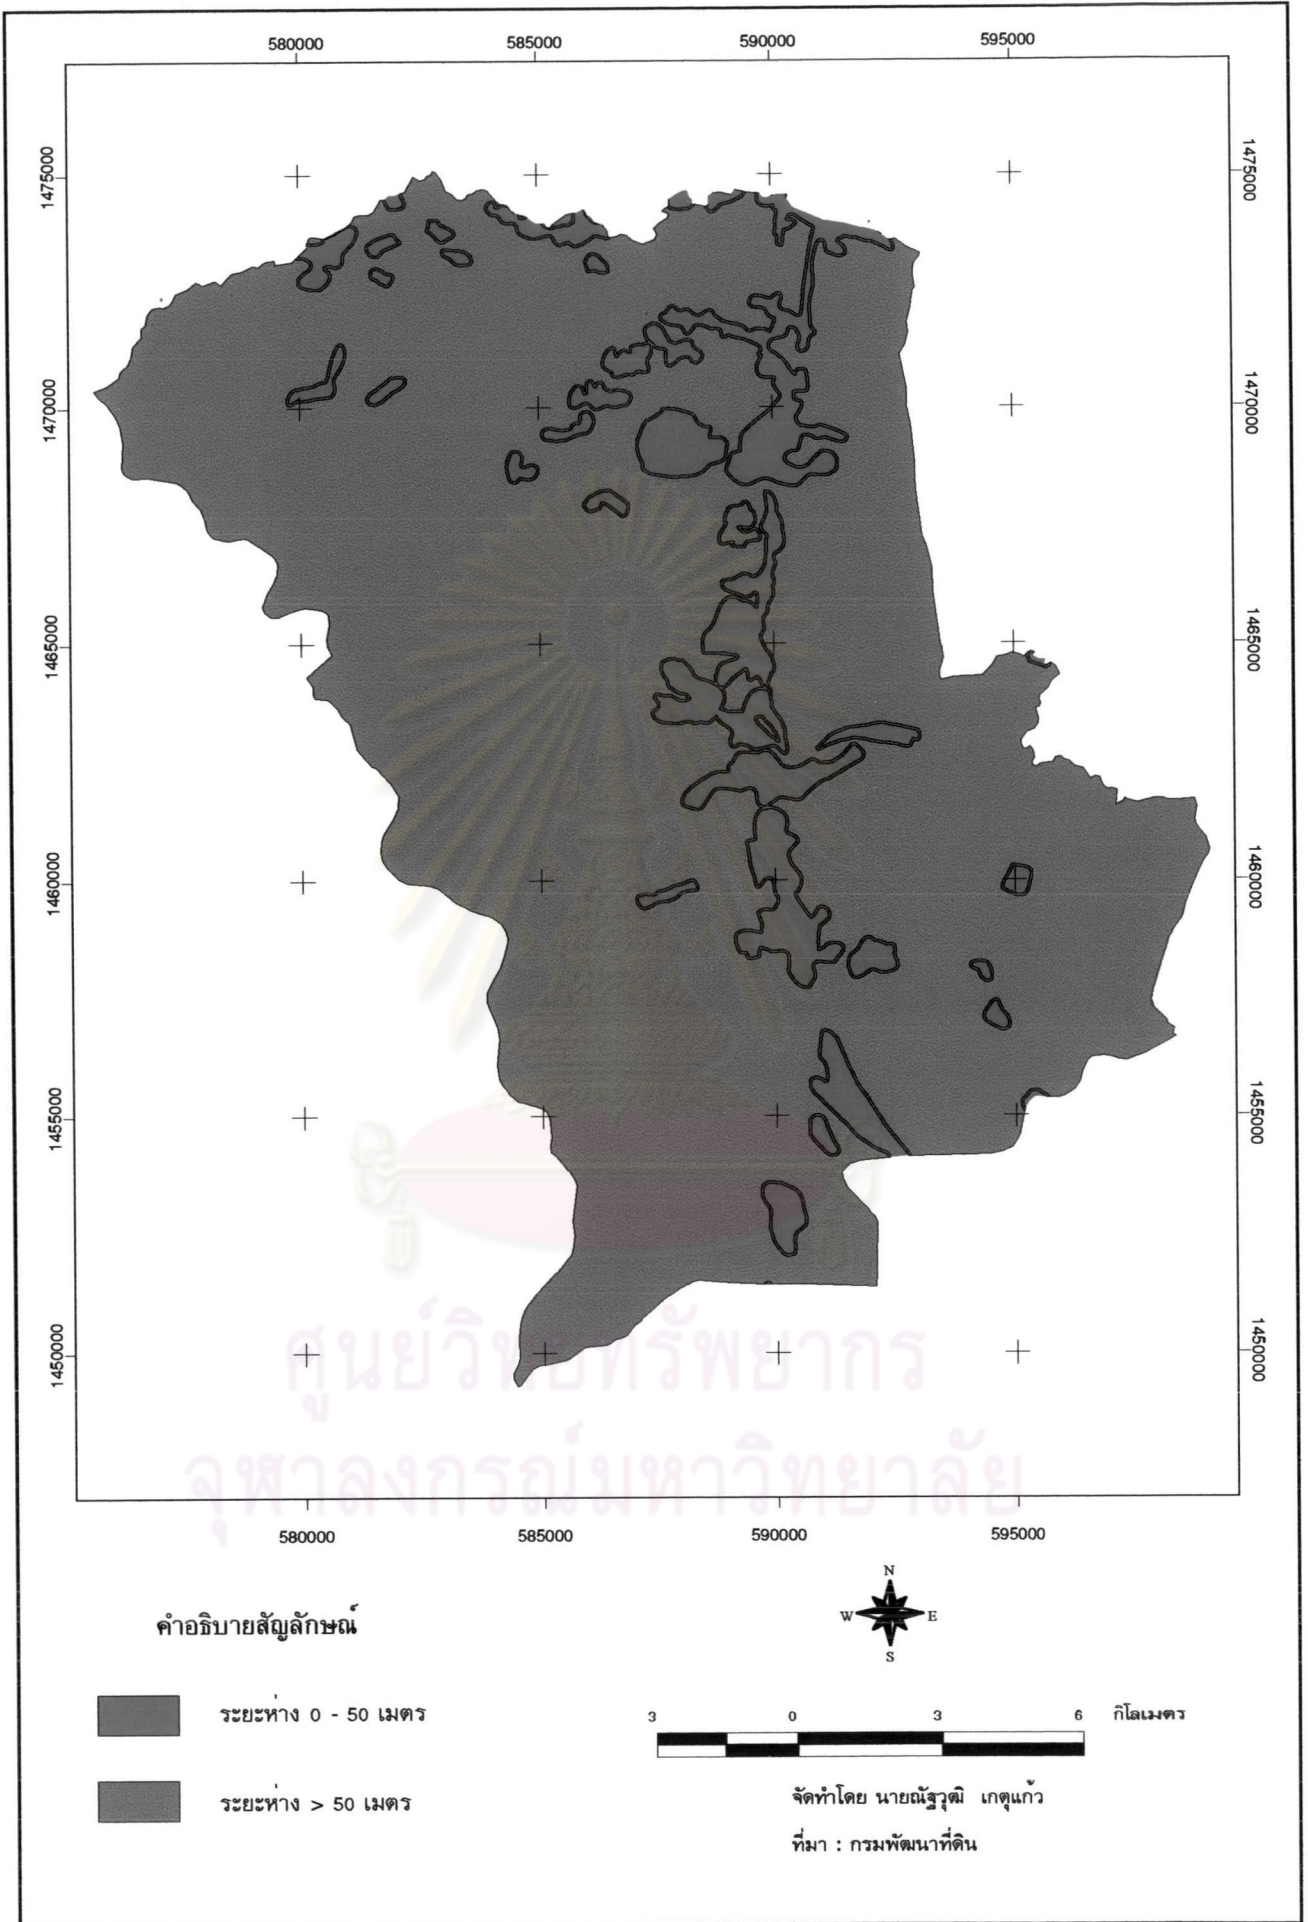 580000 585000 590000 595000
1475000 1475000
1470000 1470000
1465000 1465000
1460000 1460000
1455000 1455000
1450000 1450000
ศูนย์วิทยทรัพยากร
จุฬาลงกรณ์มหาวิทยาลัย
580000 585000 590000 595000
N
W E
S
คำอธิบายสัญลักษณ์
ระยะห่าง 0 - 50 เมตร
ระยะห่าง > 50 เมตร
3 0 3 6 กิโลเมตร
จัดทำโดย นายณัฐวุฒิ เกตุแก้ว
ที่มา : กรมพัฒนาที่ดิน